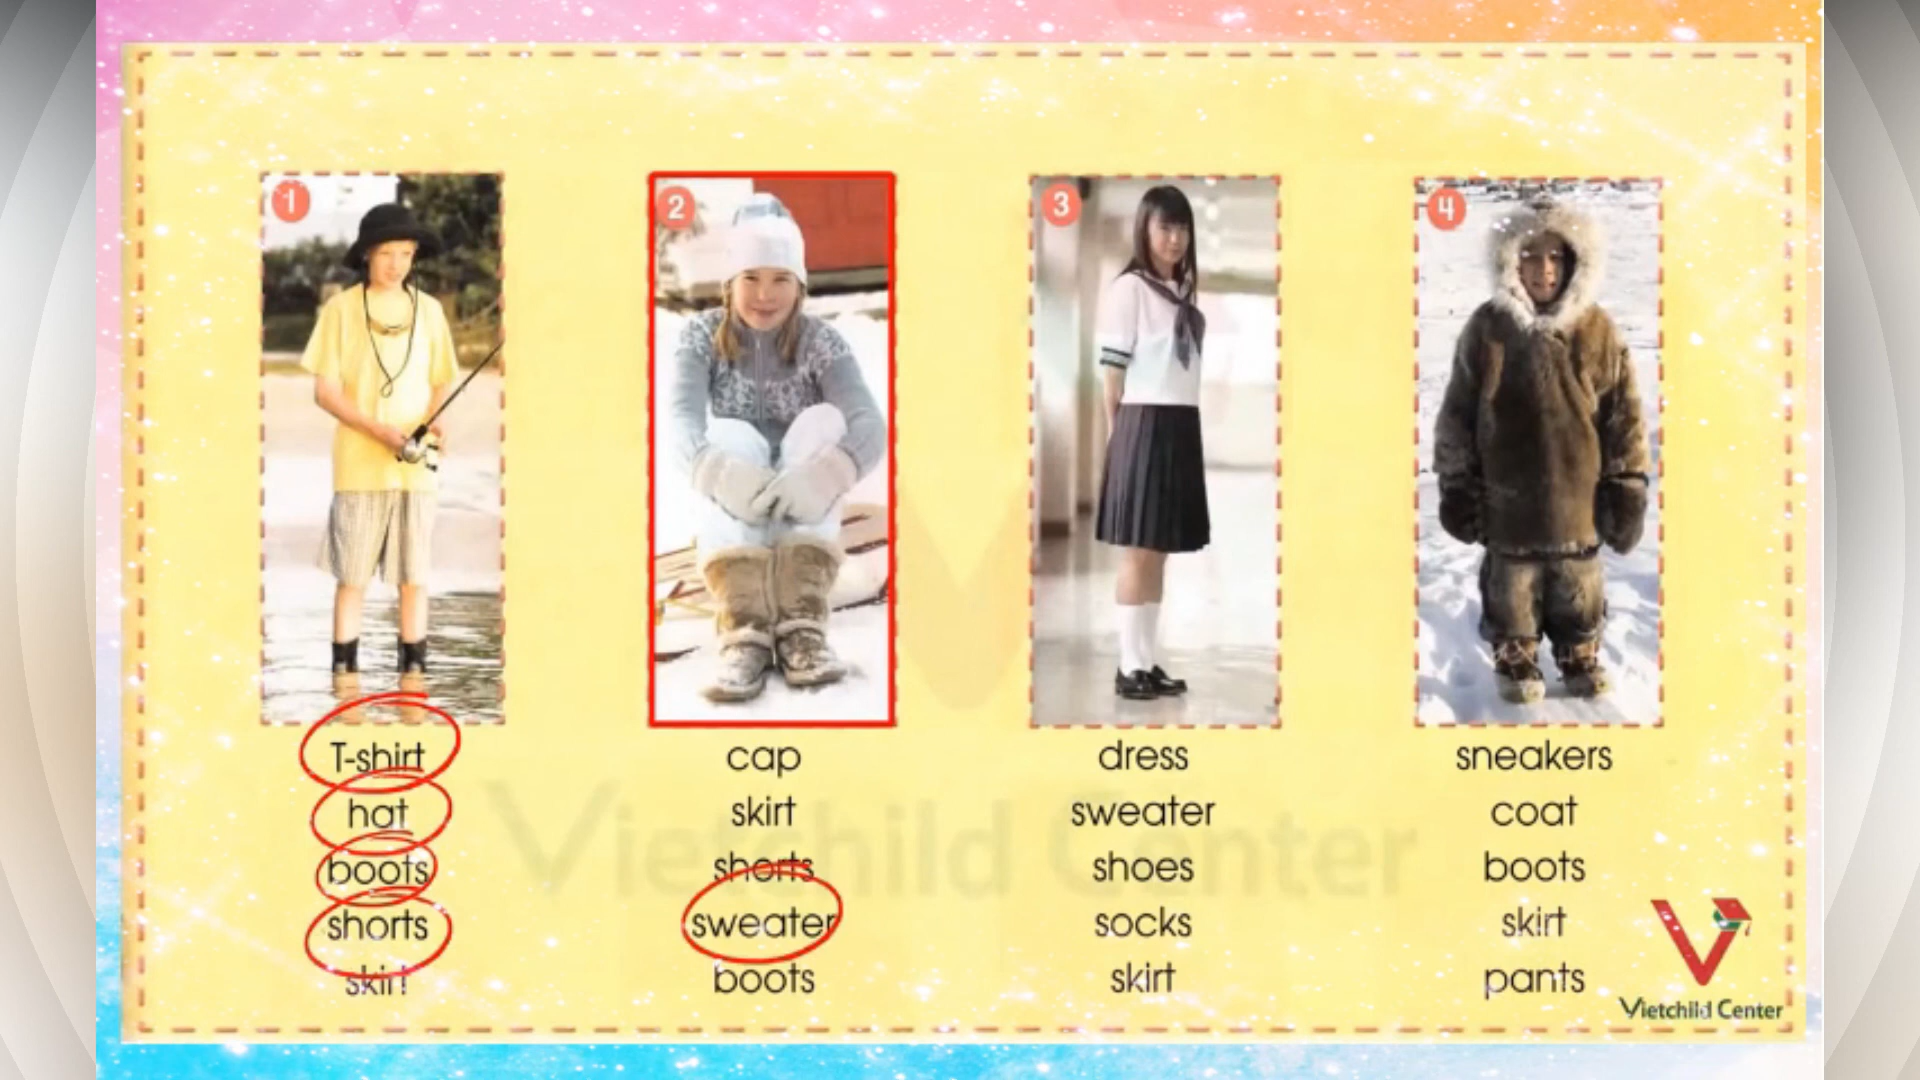 1
2
3
4
T-shirt
hat
boots
shorts
skirt
cap
skirt
shorts
sweater
boots
dress
sweater
shoes
socks
skirt
sneakers
coat
boots
skirt
pants
Vietchild Center
Vietchild Center